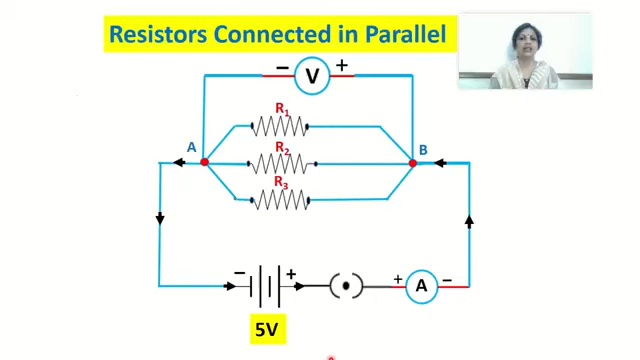 Resistors Connected in Parallel
− V +
R1
A R2 B
R3
− + + A −
5V